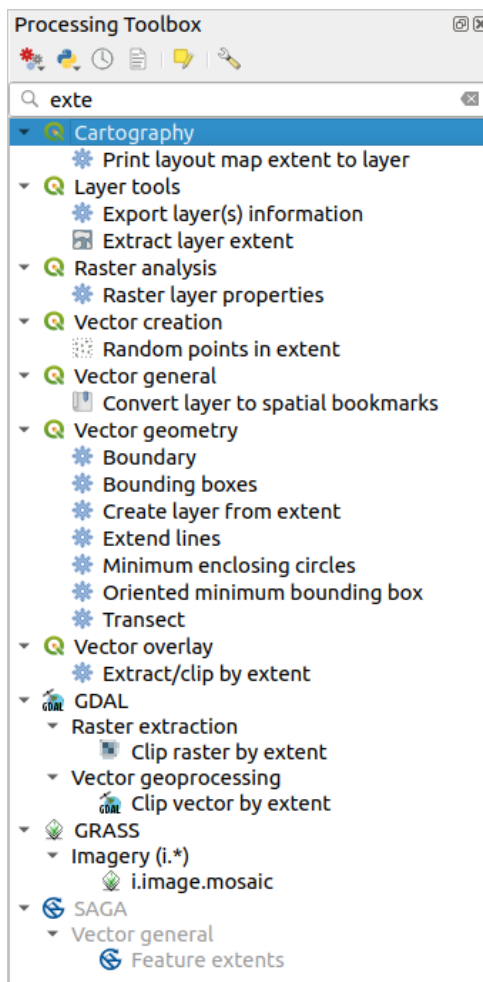 Processing Toolbox
exte
Cartography
Print layout map extent to layer
Layer tools
Export layer(s) information
Extract layer extent
Raster analysis
Raster layer properties
Vector creation
Random points in extent
Vector general
Convert layer to spatial bookmarks
Vector geometry
Boundary
Bounding boxes
Create layer from extent
Extend lines
Minimum enclosing circles
Oriented minimum bounding box
Transect
Vector overlay
Extract/clip by extent
GDAL
Raster extraction
Clip raster by extent
Vector geoprocessing
GDAL Clip vector by extent
GRASS
Imagery (i.*)
i.image.mosaic
SAGA
Vector general
Feature extents